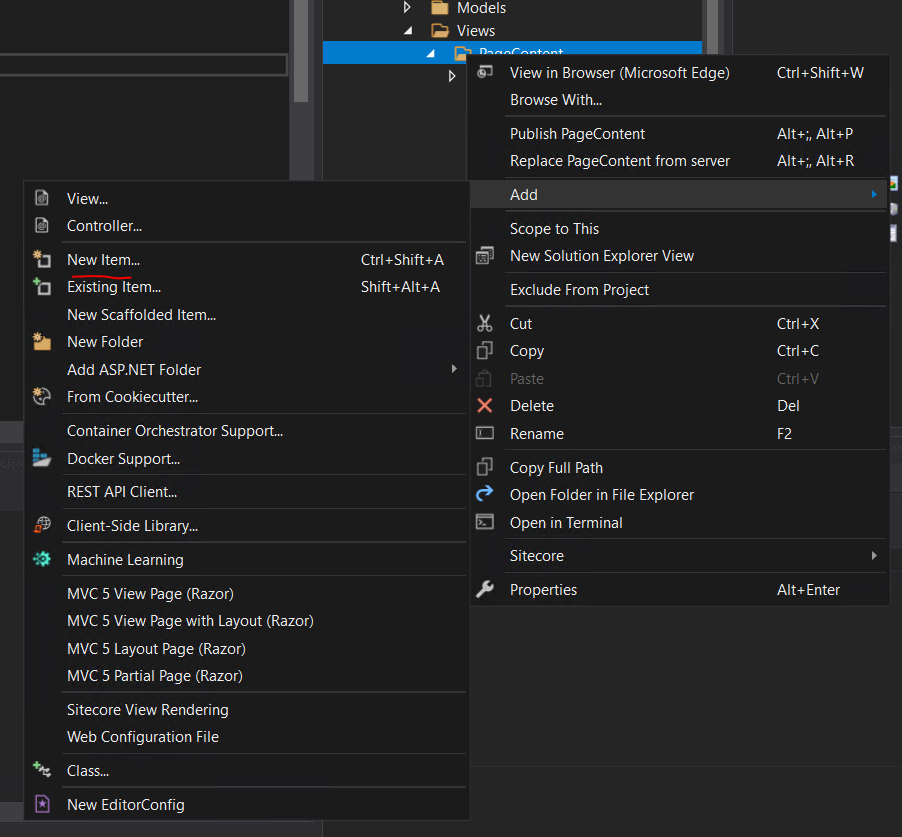 Models
Views
PageContent
View in Browser (Microsoft Edge) Ctrl+Shift+W
Browse With...
Publish PageContent Alt+;, Alt+P
Replace PageContent from server Alt+;, Alt+R
Add
Scope to This
New Solution Explorer View
Exclude From Project
Cut Ctrl+X
Copy Ctrl+C
Paste Ctrl+V
Delete Del
Rename F2
Copy Full Path
Open Folder in File Explorer
Open in Terminal
Sitecore
Properties Alt+Enter
View...
Controller...
New Item... Ctrl+Shift+A
Existing Item... Shift+Alt+A
New Scaffolded Item...
New Folder
Add ASP.NET Folder
From Cookiecutter...
Container Orchestrator Support...
Docker Support...
REST API Client...
Client-Side Library...
Machine Learning
MVC 5 View Page (Razor)
MVC 5 View Page with Layout (Razor)
MVC 5 Layout Page (Razor)
MVC 5 Partial Page (Razor)
Sitecore View Rendering
Web Configuration File
Class...
New EditorConfig